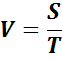 V = S/T